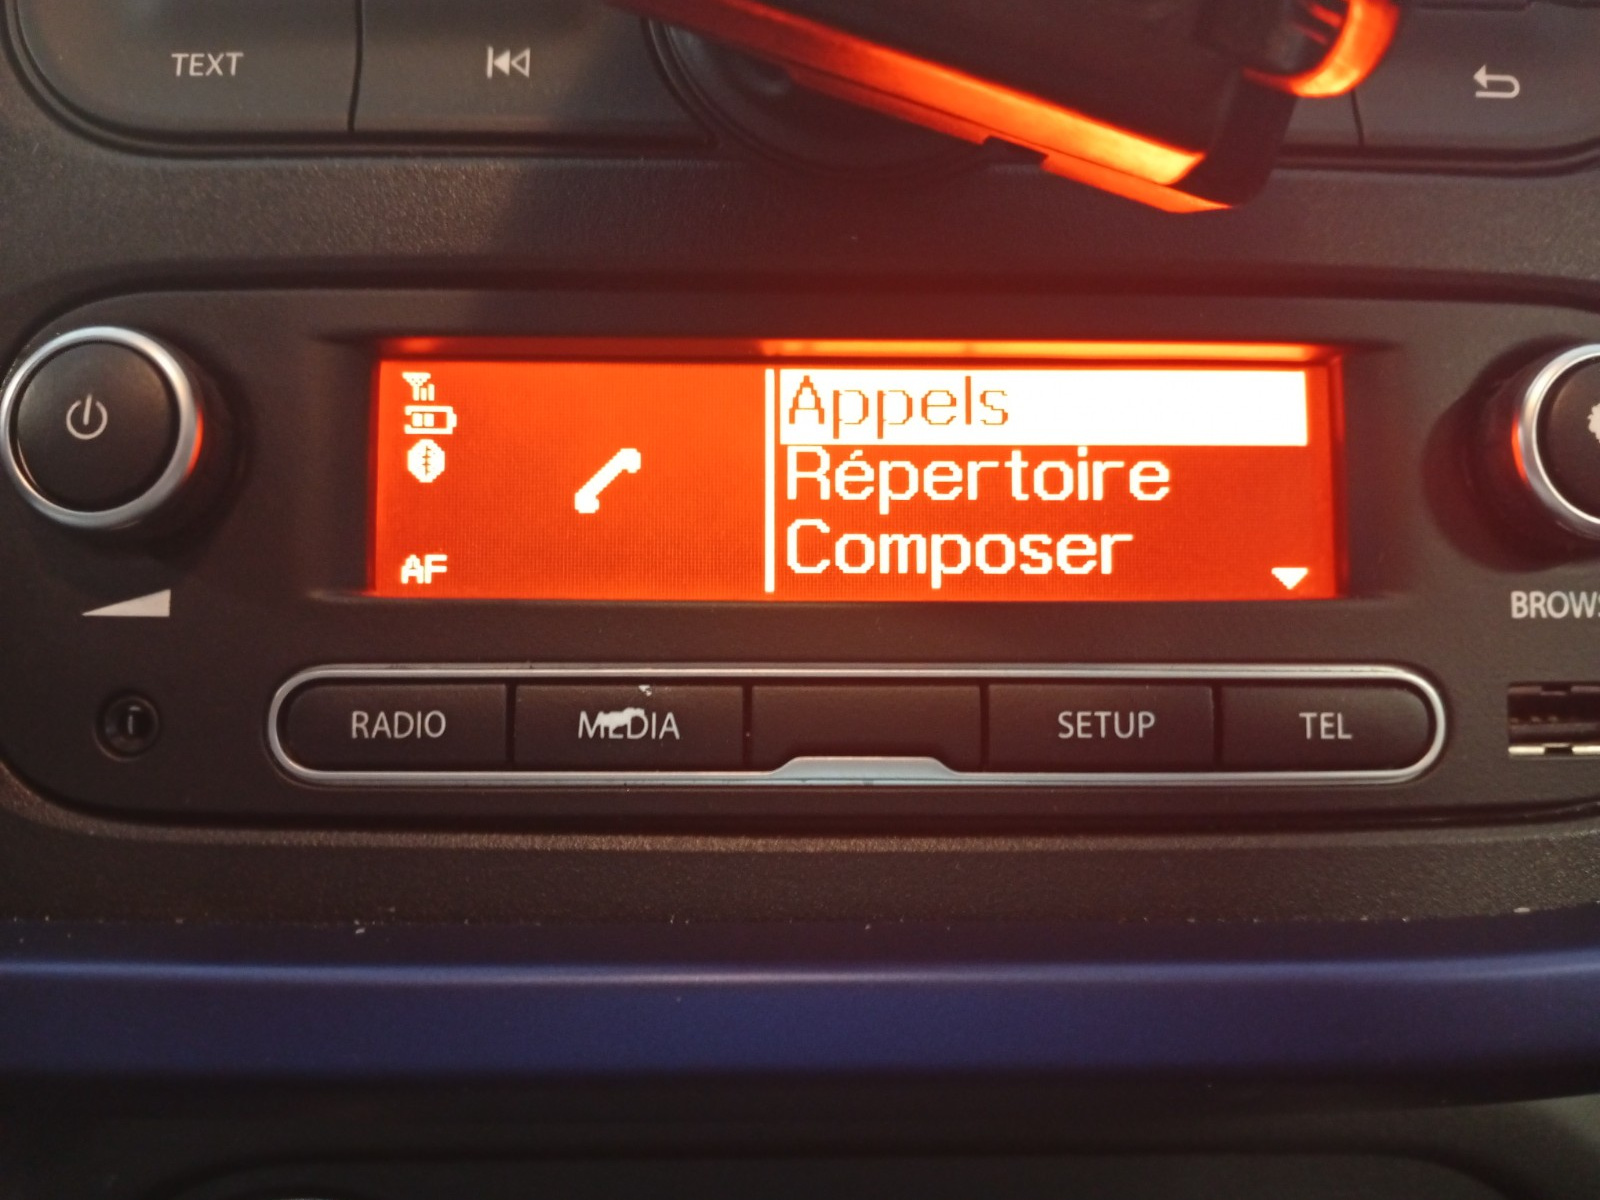 TEXT
Appels
Répertoire
Composer
AF
RADIO
MEDIA
SETUP
TEL